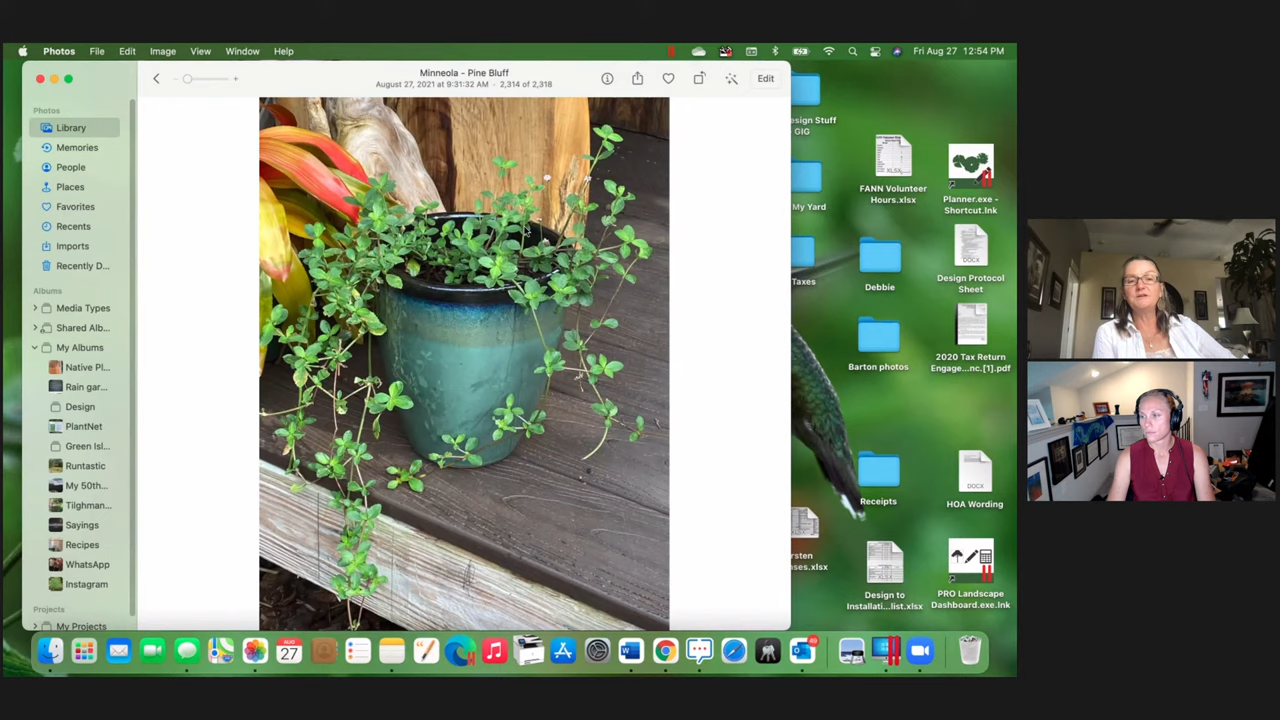 Photos File Edit Image View Window Help
Fri Aug 27 12:54 PM
Minneola - Pine Bluff
August 27, 2021 at 9:31:32 AM · 2,314 of 2,318
Edit
Photos
Library
Memories
People
Places
Favorites
Recents
Imports
Recently D...
Albums
Media Types
Shared Alb...
My Albums
Native Pl...
Rain gar...
Design
PlantNet
Green Isl...
Runtastic
My 50th...
Tilghman...
Sayings
Recipes
WhatsApp
Instagram
Projects
My Projects
esign Stuff
GIG
My Yard
Taxes
XLSX
FANN Volunteer
Hours.xlsx
Planner.exe -
Shortcut.lnk
Debbie
DOCX
Design Protocol
Sheet
Barton photos
2020 Tax Return
Engage...nc.[1].pdf
Receipts
DOCX
HOA Wording
rsten
nses.xlsx
XLSX
Design to
Installati...list.xlsx
PRO Landscape
Dashboard.exe.lnk
AUG
27